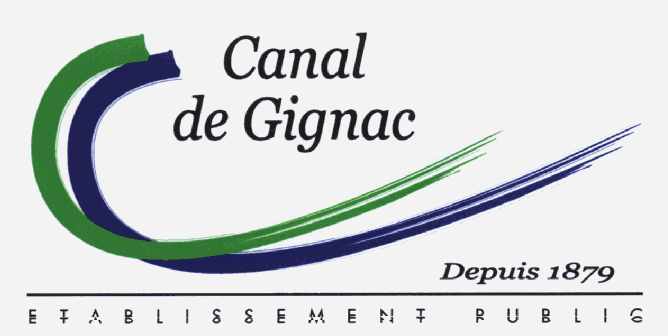 Canal
de Gignac
Depuis 1879
ETABLISSEMENT PUBLIC